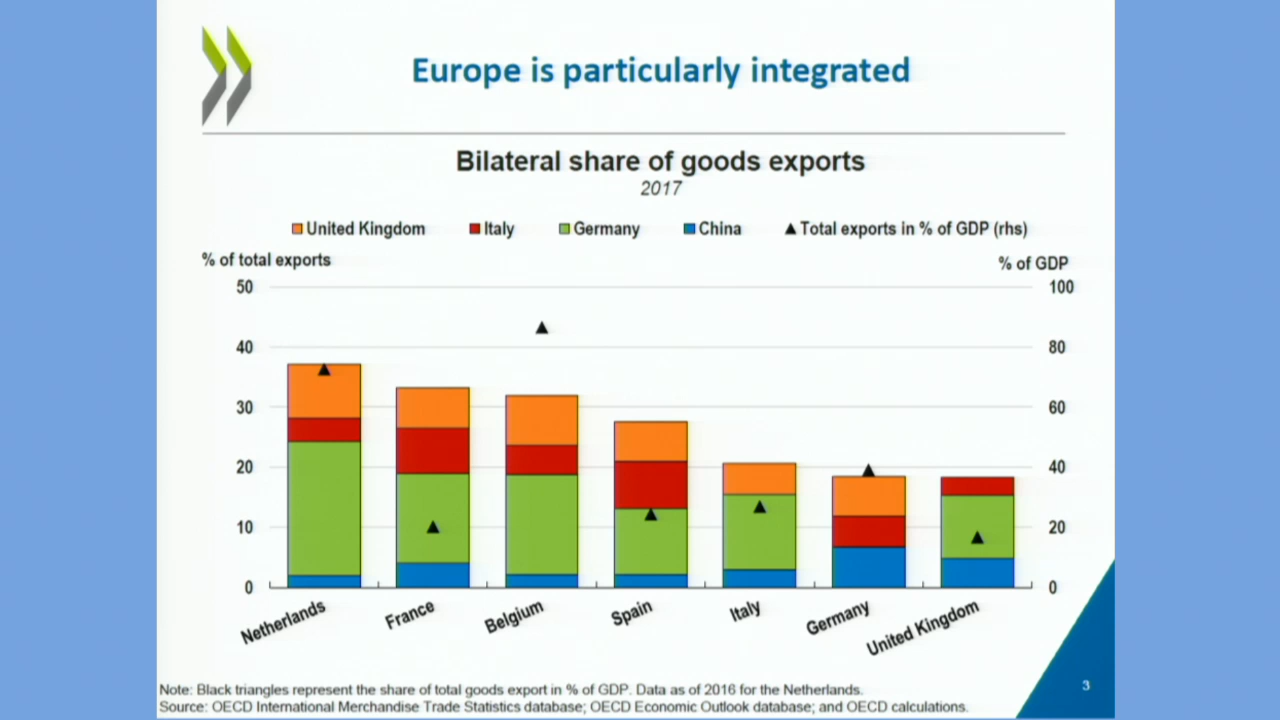 Europe is particularly integrated
Bilateral share of goods exports
2017
United Kingdom Italy Germany China Total exports in % of GDP (rhs)
% of total exports
% of GDP
50 100
40 80
30 60
20 40
10 20
0 0
Netherlands France Belgium Spain Italy Germany United Kingdom
3
Note: Black triangles represent the share of total goods export in % of GDP. Data as of 2016 for the Netherlands.
Source: OECD International Merchandise Trade Statistics database; OECD Economic Outlook database; and OECD calculations.